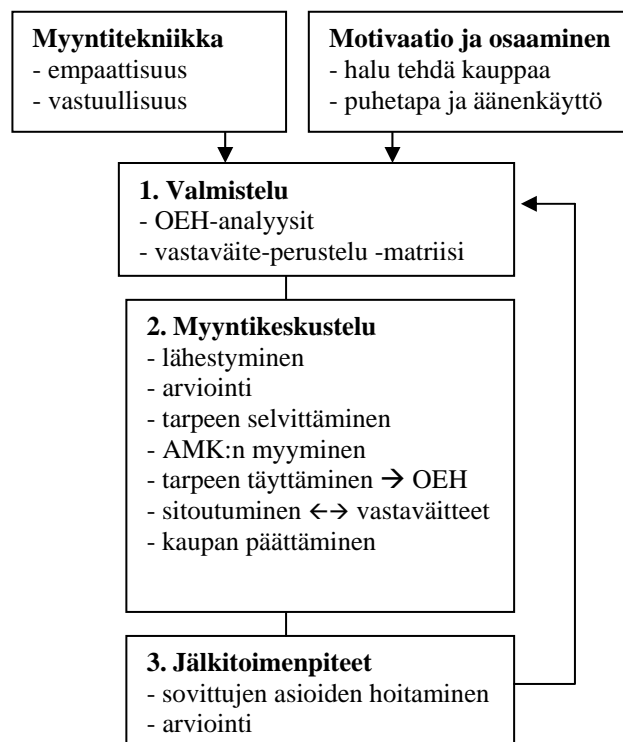 Myyntitekniikka
- empaattisuus
- vastuullisuus
Motivaatio ja osaaminen
- halu tehdä kauppaa
- puhetapa ja äänenkäyttö
1. Valmistelu
- OEH-analyysit
- vastaväite-perustelu -matriisi
2. Myyntikeskustelu
- lähestyminen
- arviointi
- tarpeen selvittäminen
- AMK:n myyminen
- tarpeen täyttäminen → OEH
- sitoutuminen ←→ vastaväitteet
- kaupan päättäminen
3. Jälkitoimenpiteet
- sovittujen asioiden hoitaminen
- arviointi